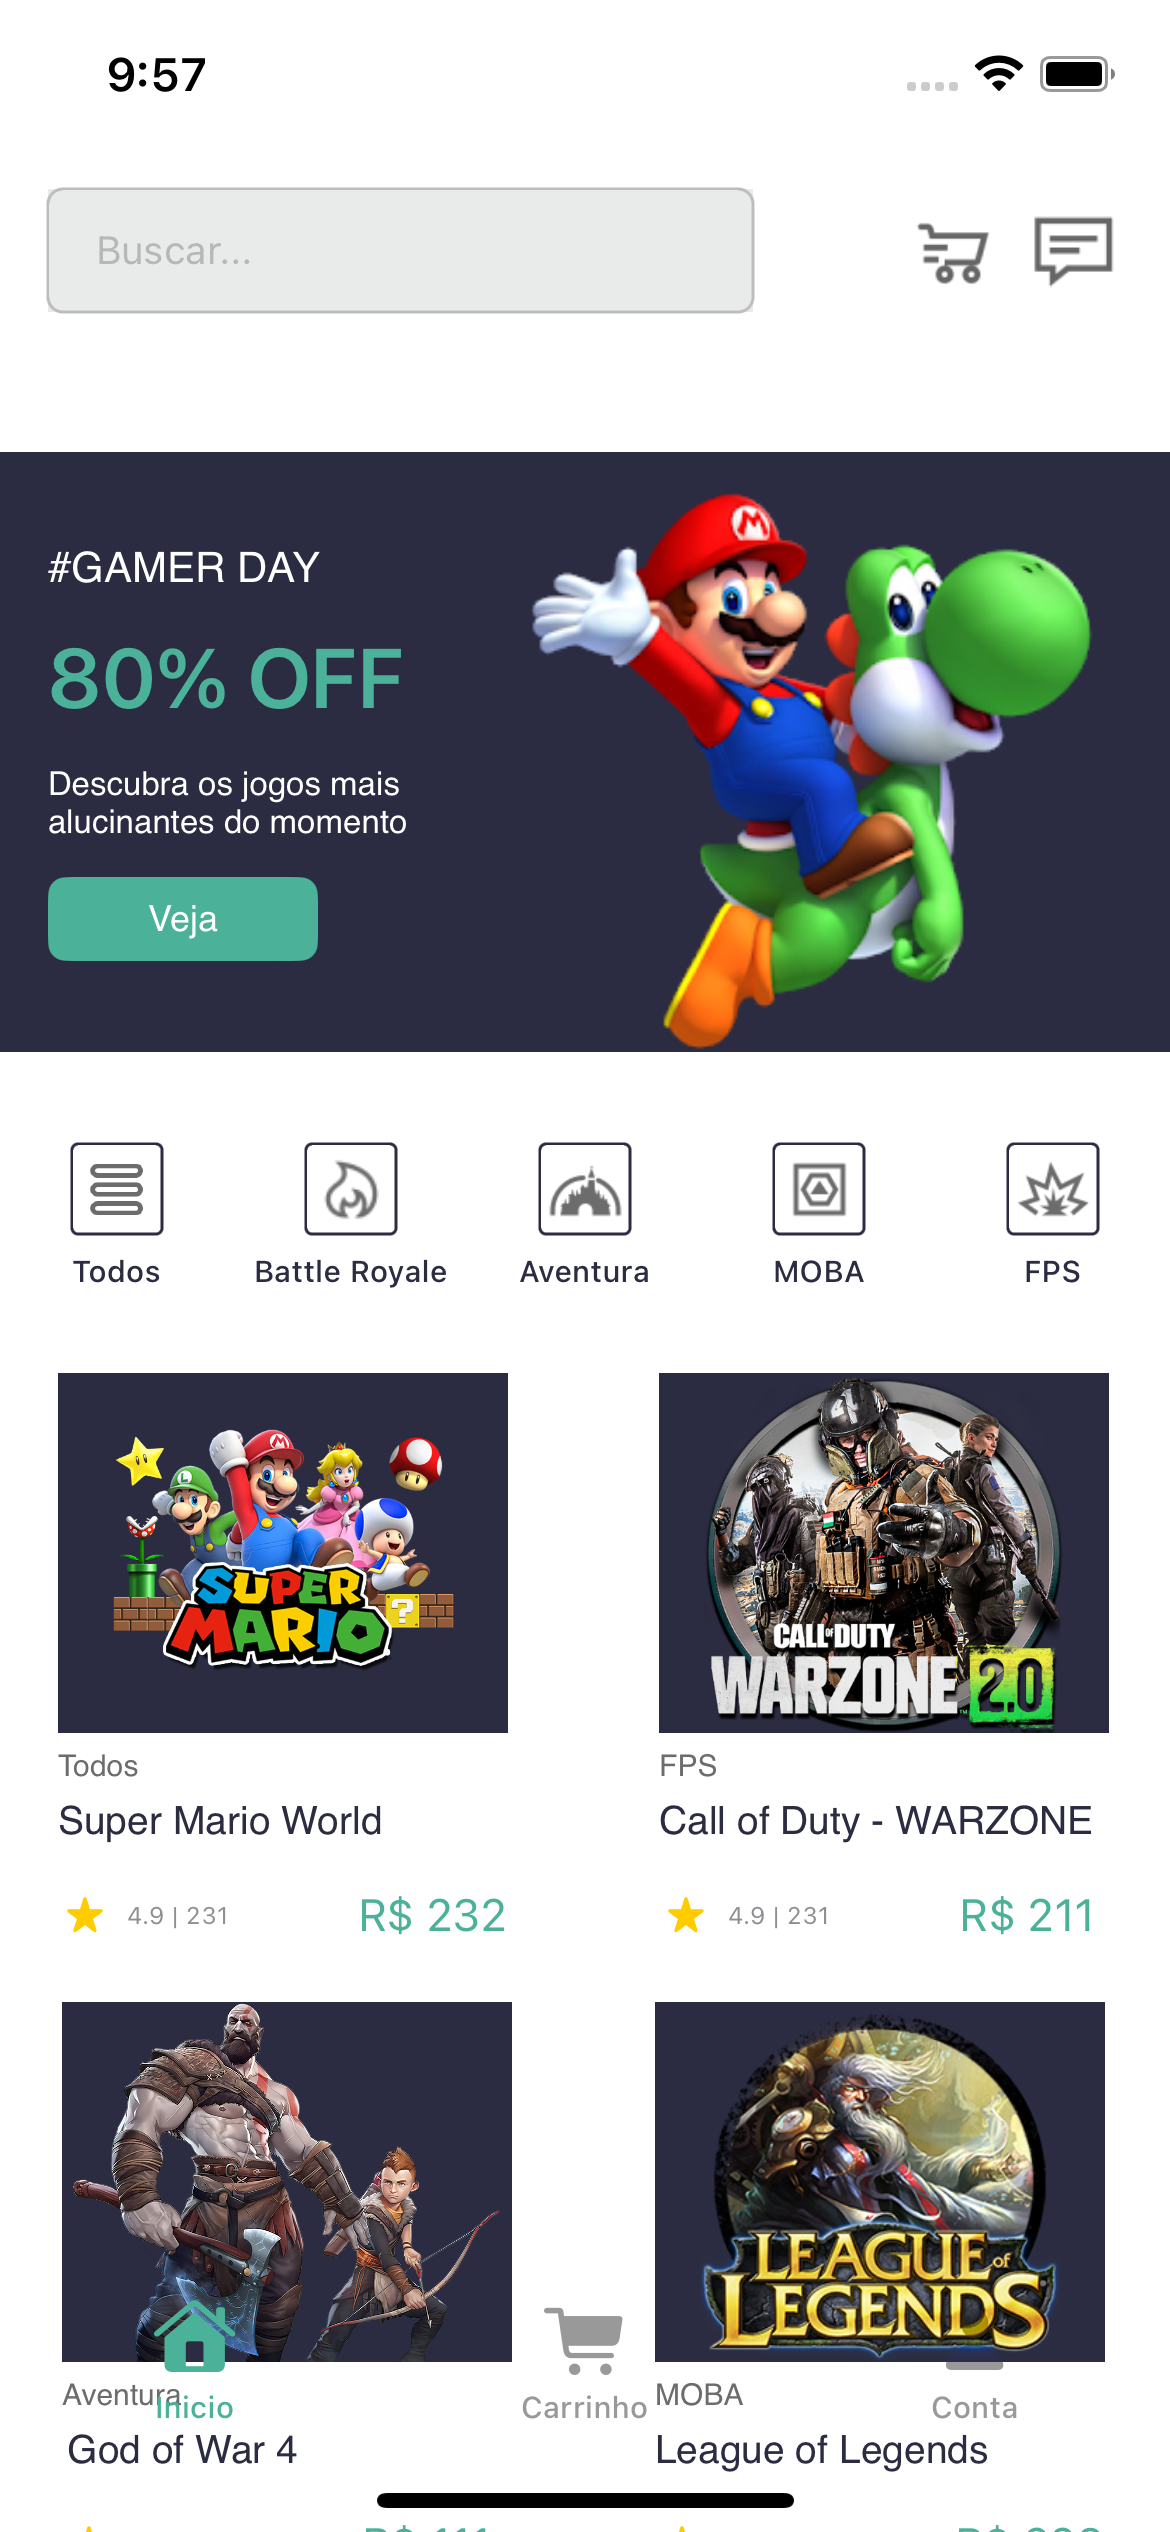 9:57
Buscar...
#GAMER DAY
80% OFF
Descubra os jogos mais
alucinantes do momento
Veja
Todos
Battle Royale
Aventura
MOBA
FPS
SUPER
MARIO
CALL OF DUTY
WARZONE 2.0
Todos
FPS
Super Mario World
Call of Duty - WARZONE
4.9 | 231
R$ 232
4.9 | 231
R$ 211
LEAGUE of
LEGENDS
Aventura
MOBA
Inicio
Carrinho
Conta
God of War 4
League of Legends